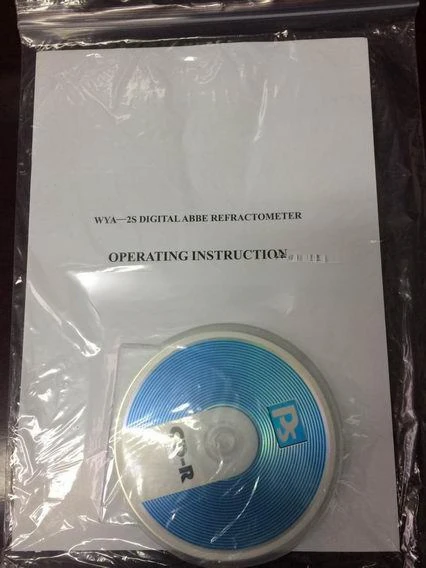 WYA—2S DIGITAL ABBE REFRACTOMETER
OPERATING INSTRUCTION
CD-R